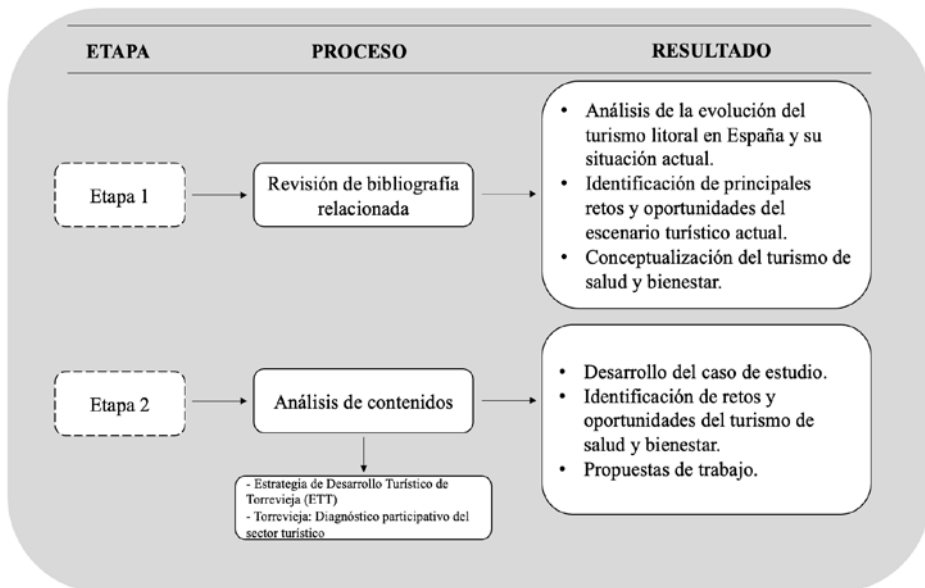 ETAPA PROCESO RESULTADO
Etapa 1
Revisión de bibliografía
relacionada
• Análisis de la evolución del
turismo litoral en España y su
situación actual.
• Identificación de principales
retos y oportunidades del
escenario turístico actual.
• Conceptualización del turismo de
salud y bienestar.
Etapa 2
Análisis de contenidos
- Estrategia de Desarrollo Turístico de
Torrevieja (ETT)
- Torrevieja: Diagnóstico participativo del
sector turístico
• Desarrollo del caso de estudio.
• Identificación de retos y
oportunidades del turismo de
salud y bienestar.
• Propuestas de trabajo.